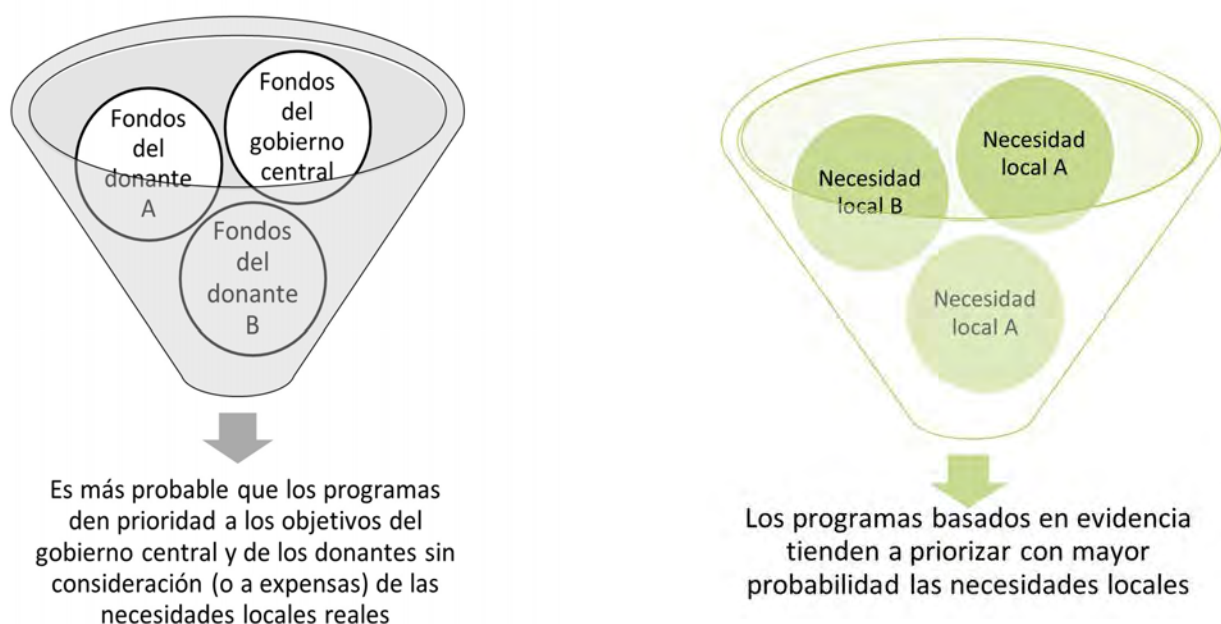 Fondos
del
donante
A
Fondos
del
gobierno
central
Fondos
del
donante
B
Es más probable que los programas
den prioridad a los objetivos del
gobierno central y de los donantes sin
consideración (o a expensas) de las
necesidades locales reales
Necesidad
local B
Necesidad
local A
Necesidad
local A
Los programas basados en evidencia
tienden a priorizar con mayor
probabilidad las necesidades locales